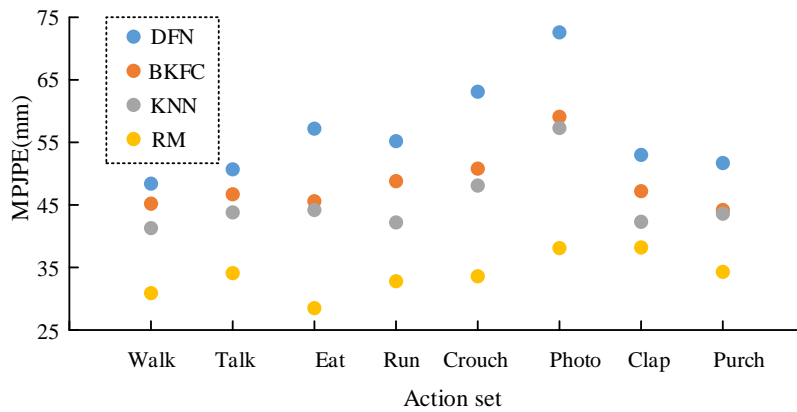 75
65
55
45
35
25
MPJPE(mm)
DFN
BKFC
KNN
RM
Walk Talk Eat Run Crouch Photo Clap Purch
Action set